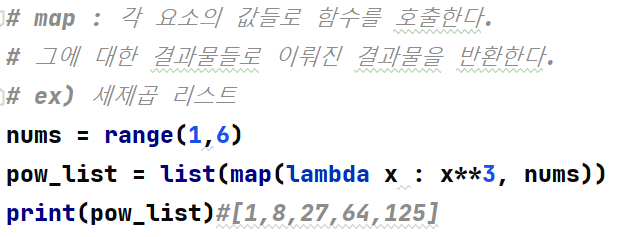 # map : 각 요소의 값들로 함수를 호출한다.
# 그에 대한 결과물들로 이뤄진 결과물을 반환한다.
# ex) 세제곱 리스트
nums = range(1,6)
pow_list = list(map(lambda x : x**3, nums))
print(pow_list)#[1,8,27,64,125]